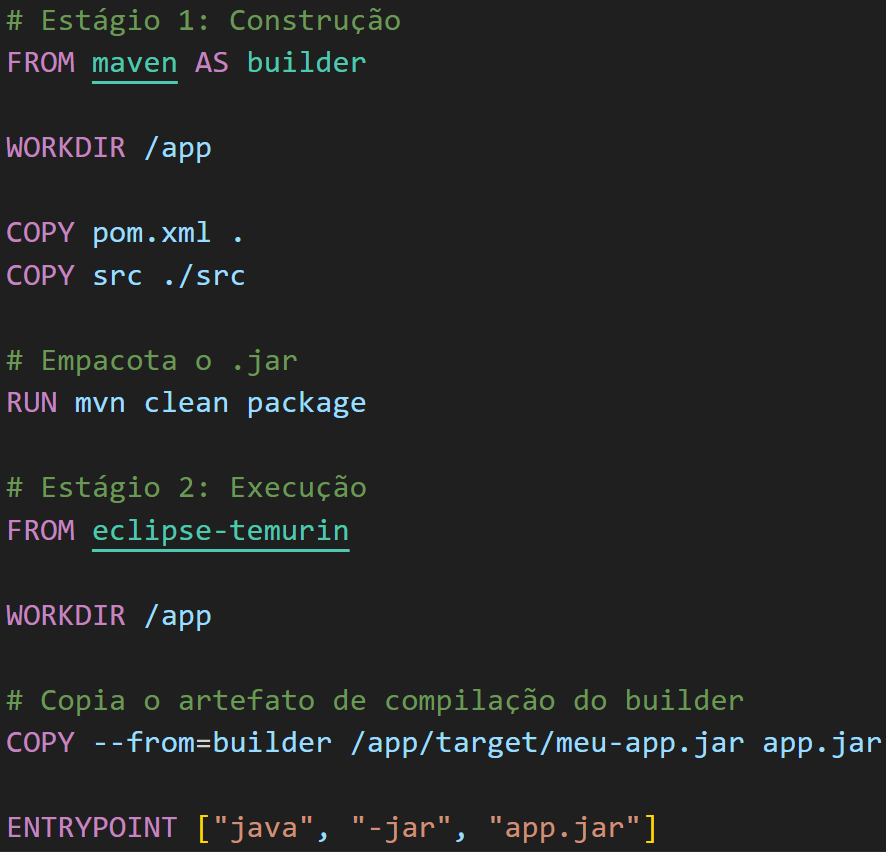 # Estágio 1: Construção
FROM maven AS builder
WORKDIR /app
COPY pom.xml .
COPY src ./src
# Empacota o .jar
RUN mvn clean package
# Estágio 2: Execução
FROM eclipse-temurin
WORKDIR /app
# Copia o artefato de compilação do builder
COPY --from=builder /app/target/meu-app.jar app.jar
ENTRYPOINT ["java", "-jar", "app.jar"]